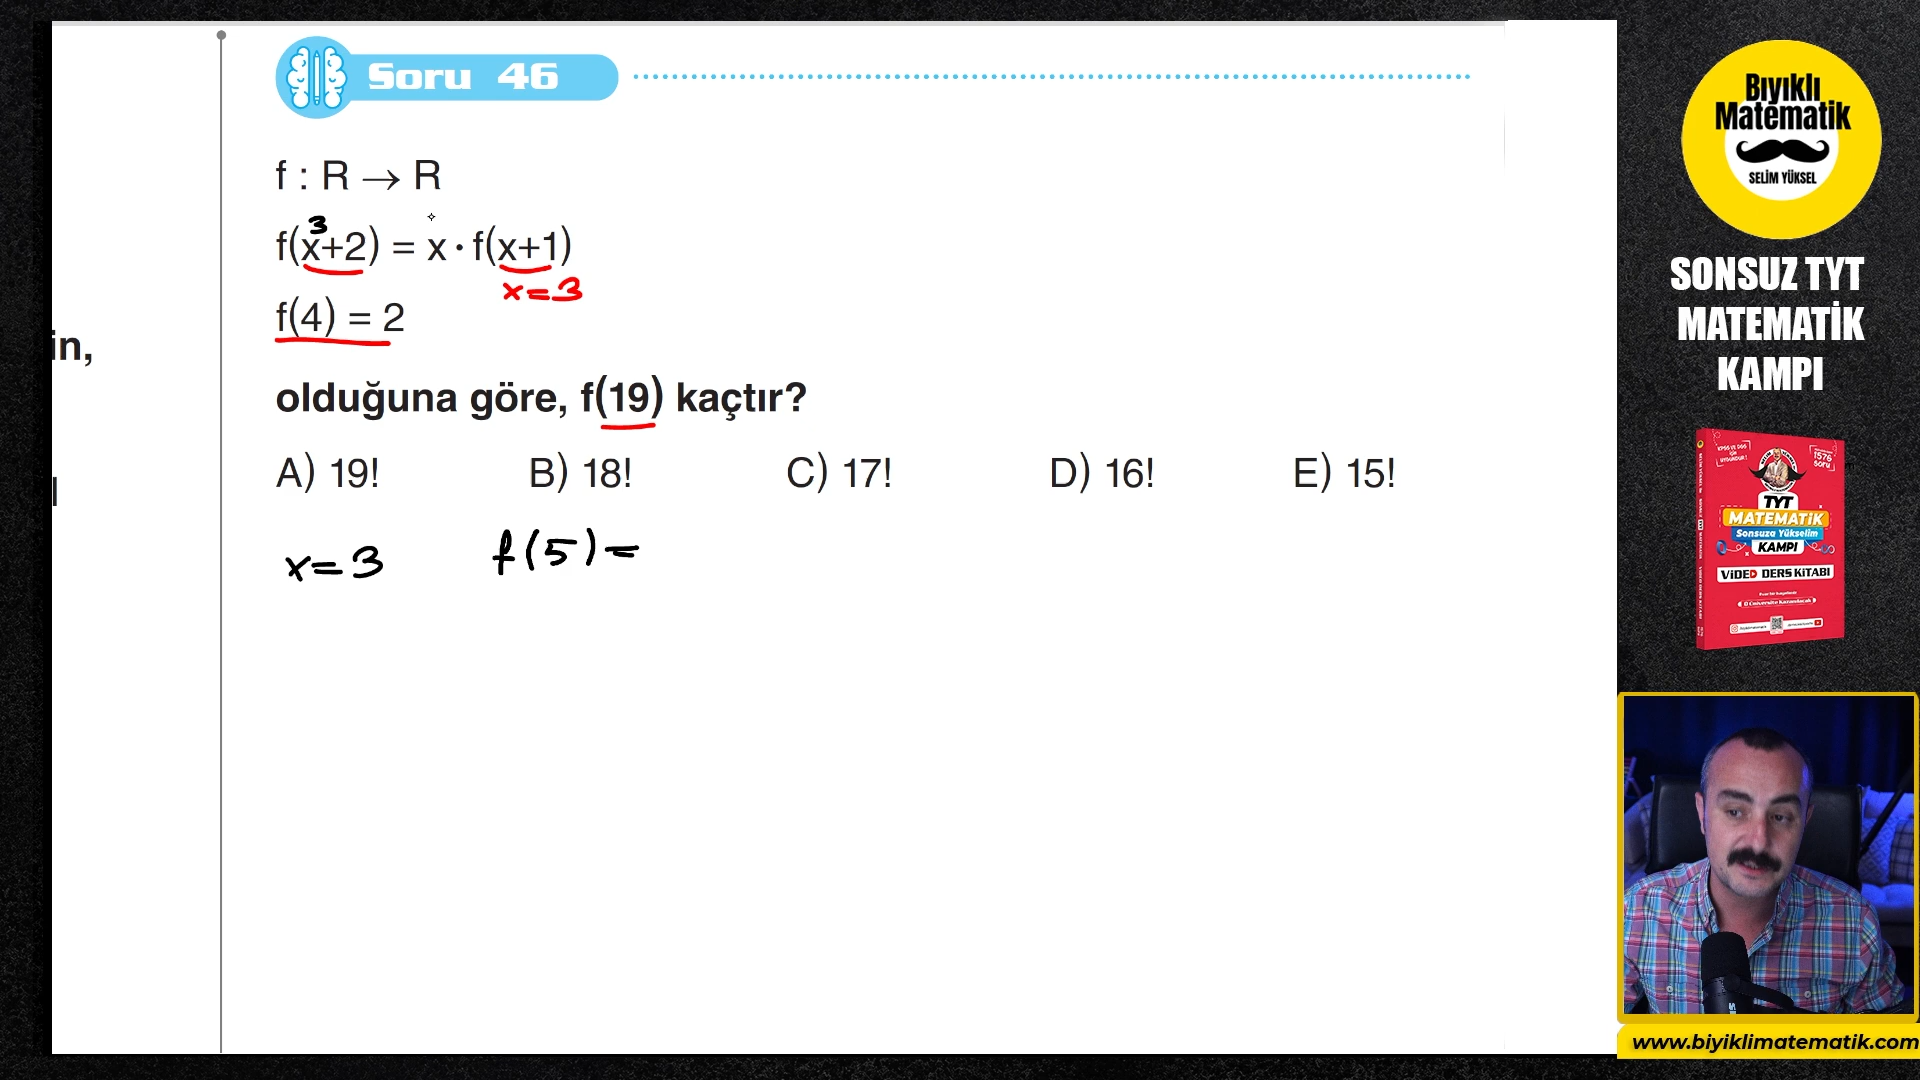 Soru 46
f : R → R
3
f(x+2) = x · f(x+1)
x=3
f(4) = 2
in,
olduğuna göre, f(19) kaçtır?
A) 19! B) 18! C) 17! D) 16! E) 15!
x=3 f(5)=
Bıyıklı
Matematik
SELİM YÜKSEL
SONSUZ TYT
MATEMATİK
KAMPI
1576
soru
TYT
MATEMATİK
Sonsuza Yükselim
KAMPI
VİDEO DERS KİTABI
www.biyiklimatematik.com